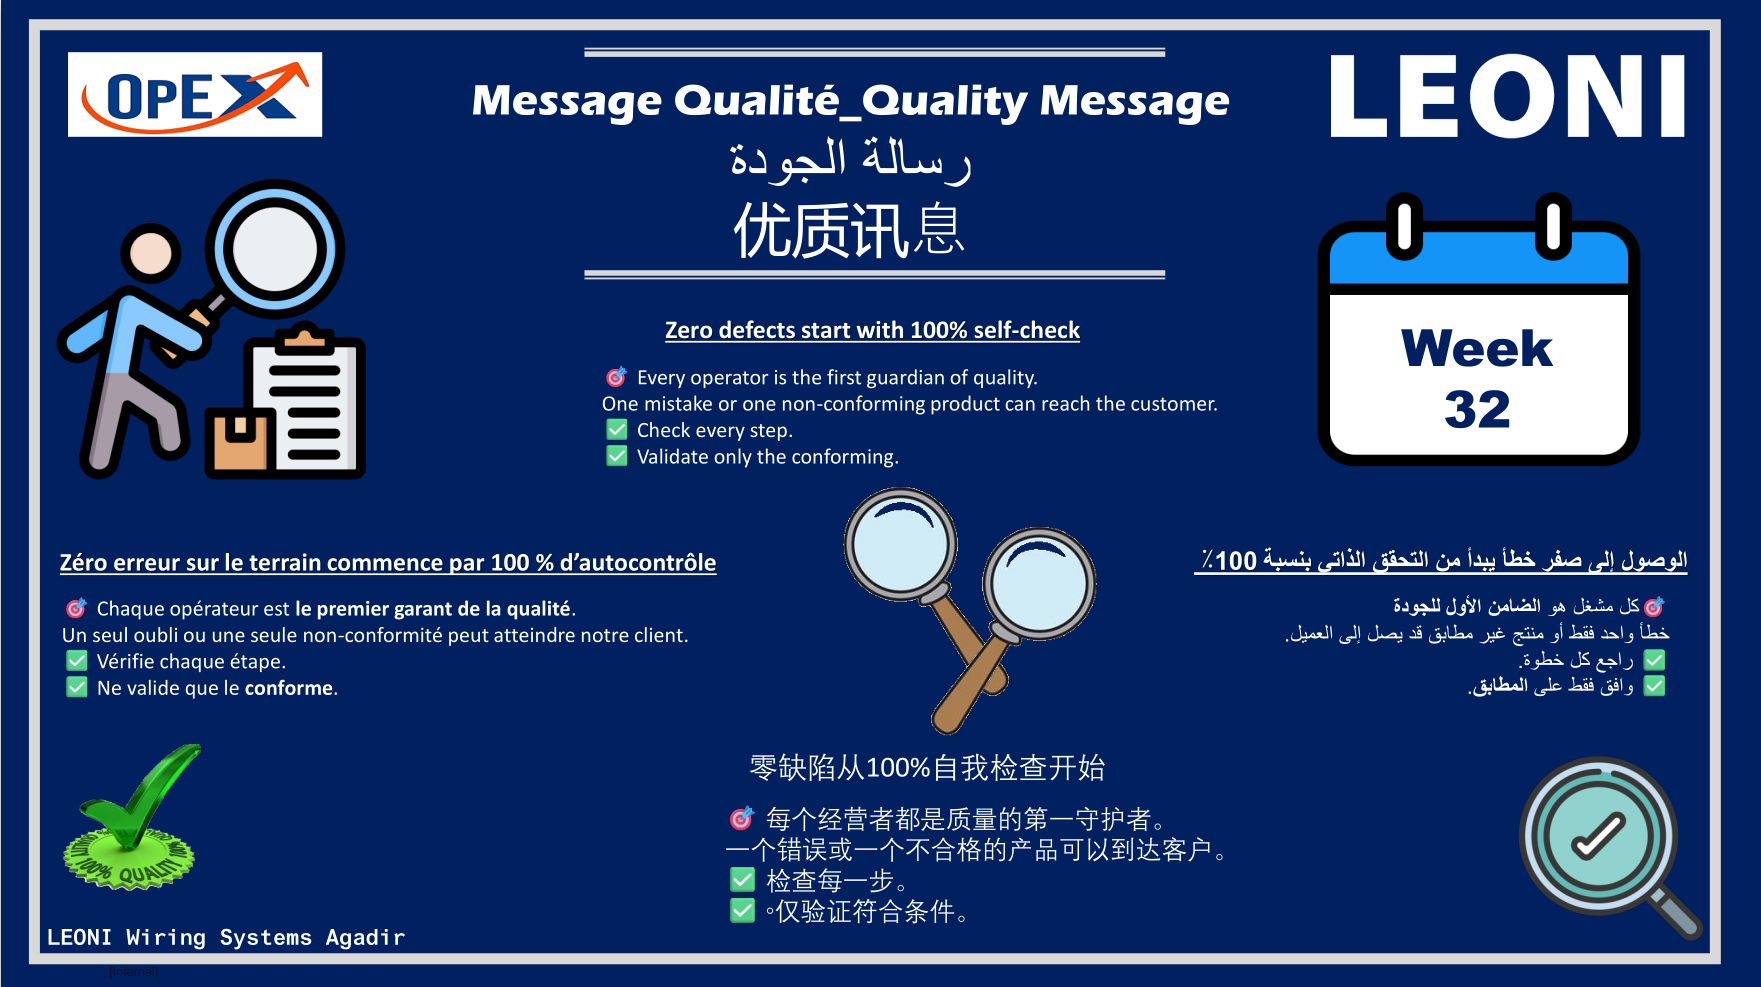 OPEX
Message Qualité_Quality Message
رسالة الجودة
优质讯息
LEONI
Week
32
Zero defects start with 100% self-check
🎯 Every operator is the first guardian of quality.
One mistake or one non-conforming product can reach the customer.
✅ Check every step.
✅ Validate only the conforming.
Zéro erreur sur le terrain commence par 100 % d’autocontrôle
🎯 Chaque opérateur est le premier garant de la qualité.
Un seul oubli ou une seule non-conformité peut atteindre notre client.
✅ Vérifie chaque étape.
✅ Ne valide que le conforme.
الوصول إلى صفر خطأ يبدأ من التحقق الذاتي بنسبة 100٪
🎯كل مشغل هو الضامن الأول للجودة
خطأ واحد فقط أو منتج غير مطابق قد يصل إلى العميل.
✅ راجع كل خطوة.
✅ وافق فقط على المطابق.
零缺陷从100%自我检查开始
🎯 每个经营者都是质量的第一守护者。
一个错误或一个不合格的产品可以到达客户。
✅ 检查每一步。
✅ 。仅验证符合条件。
100% QUALITY
LEONI Wiring Systems Agadir
[Internal]